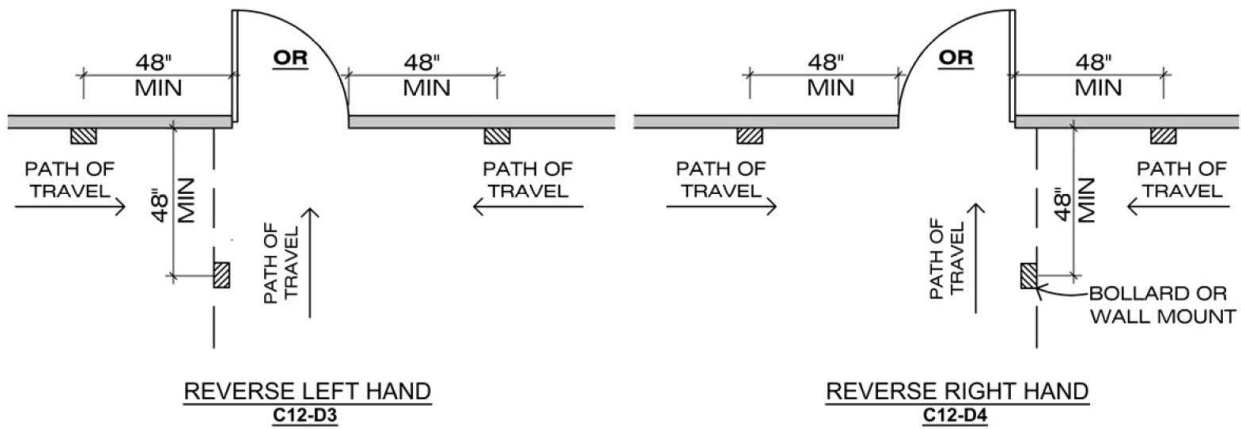 48"
MIN
OR
48"
MIN
PATH OF
TRAVEL
48"
MIN
PATH OF
TRAVEL
PATH OF
TRAVEL
REVERSE LEFT HAND
C12-D3
48"
MIN
OR
48"
MIN
PATH OF
TRAVEL
PATH OF
TRAVEL
48"
MIN
PATH OF
TRAVEL
BOLLARD OR
WALL MOUNT
REVERSE RIGHT HAND
C12-D4